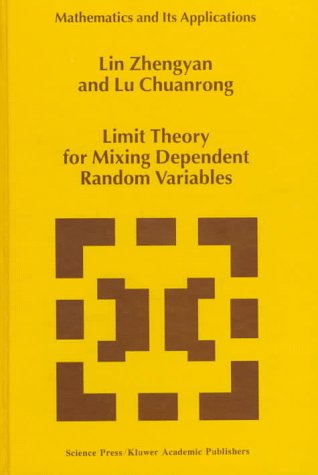 Mathematics and Its Applications
Lin Zhengyan
and Lu Chuanrong
Limit Theory
for Mixing Dependent
Random Variables
Science Press/Kluwer Academic Publishers